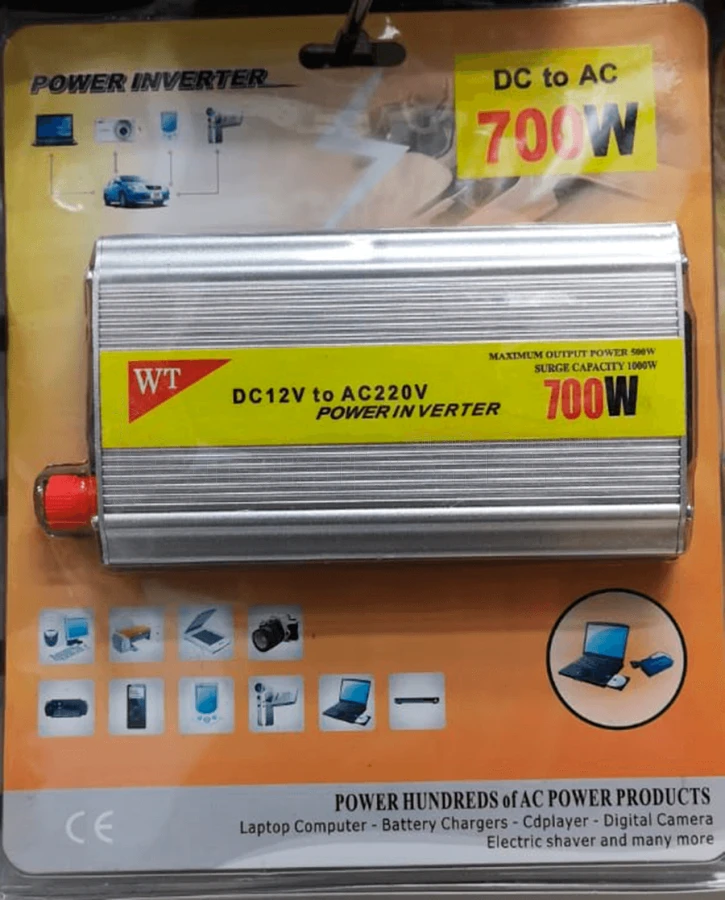 POWER INVERTER
DC to AC
700W
WT
DC12V to AC220V
POWER IN VERTER
MAXIMUM OUTPUT POWER 500W
SURGE CAPACITY 1000W
700W
POWER HUNDREDS of AC POWER PRODUCTS
Laptop Computer - Battery Chargers - Cdplayer - Digital Camera
Electric shaver and many more
CE